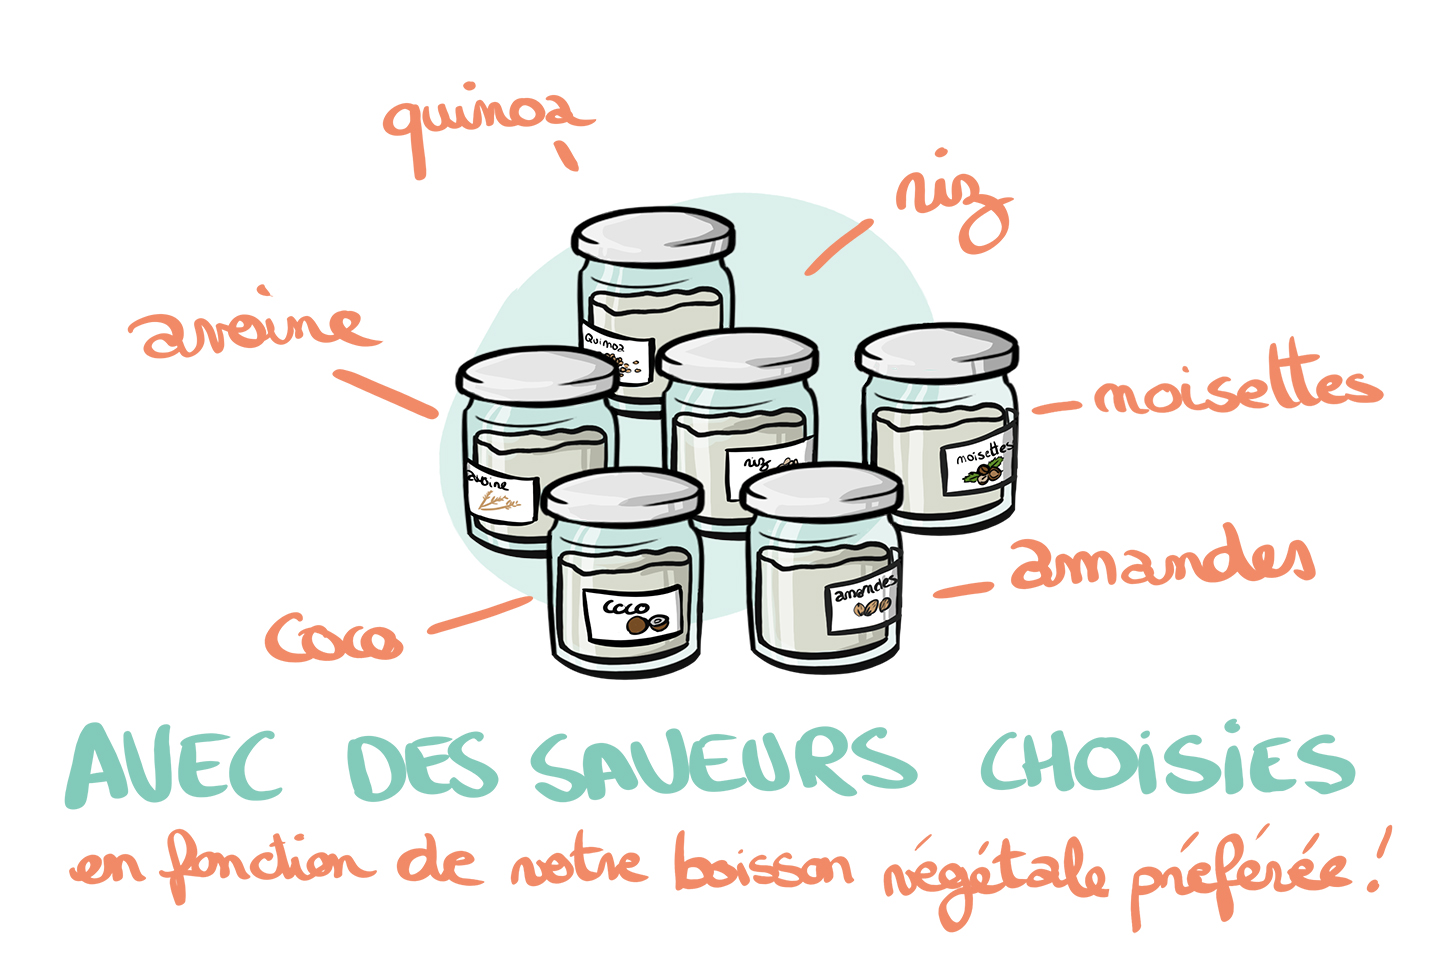 quinoa
riz
avoine
noisettes
amandes
coco
Quinoa
riz
noisettes
avoine
amandes
coco
AVEC DES SAVEURS CHOISIES
en fonction de votre boisson végétale préférée !